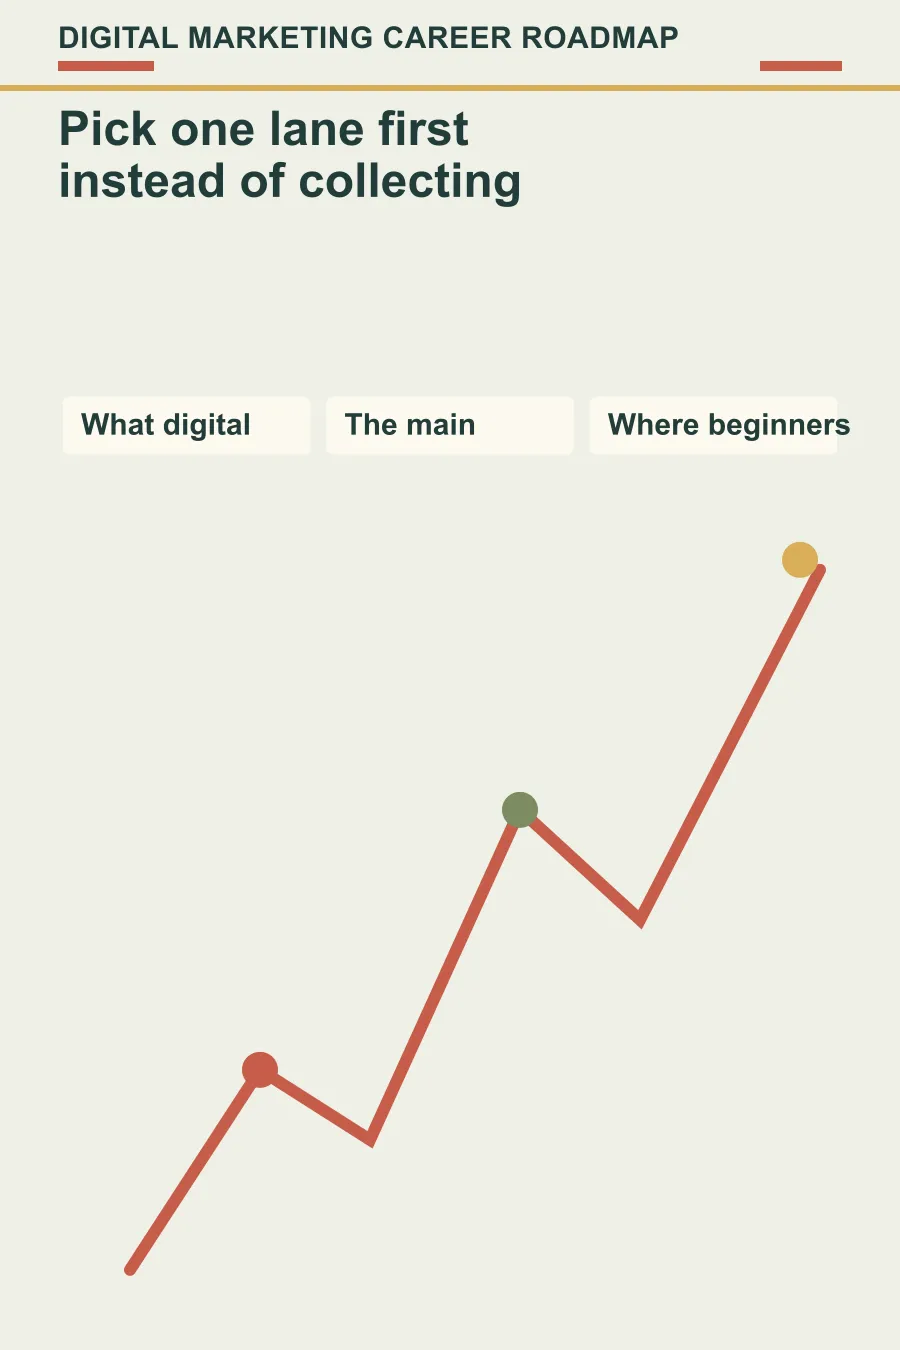 DIGITAL MARKETING CAREER ROADMAP
Pick one lane first
instead of collecting
What digital
The main
Where beginners